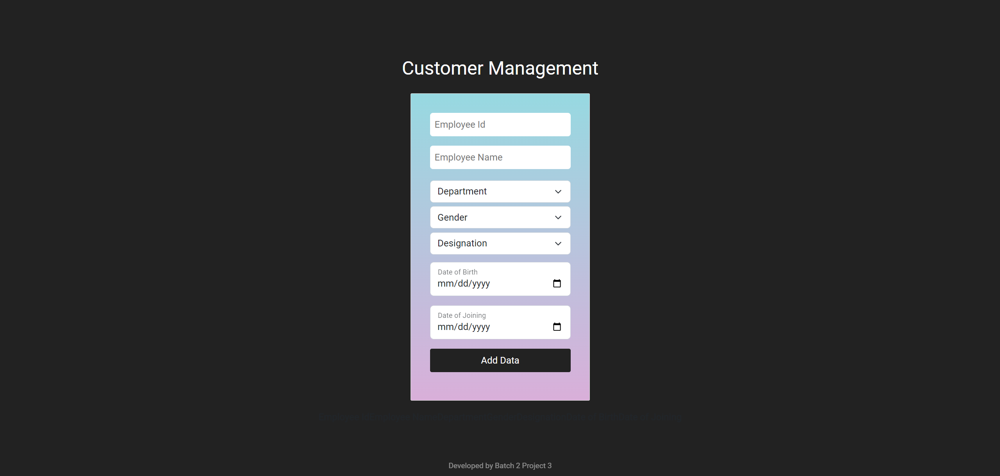 Customer Management
Employee Id
Employee Name
Department
Gender
Designation
Date of Birth
mm/dd/yyyy
Date of Joining
mm/dd/yyyy
Add Data
Employee IdEmployee NameDepartmentGenderDesignationDate of BirthDate of Joining
Developed by Batch 2 Project 3